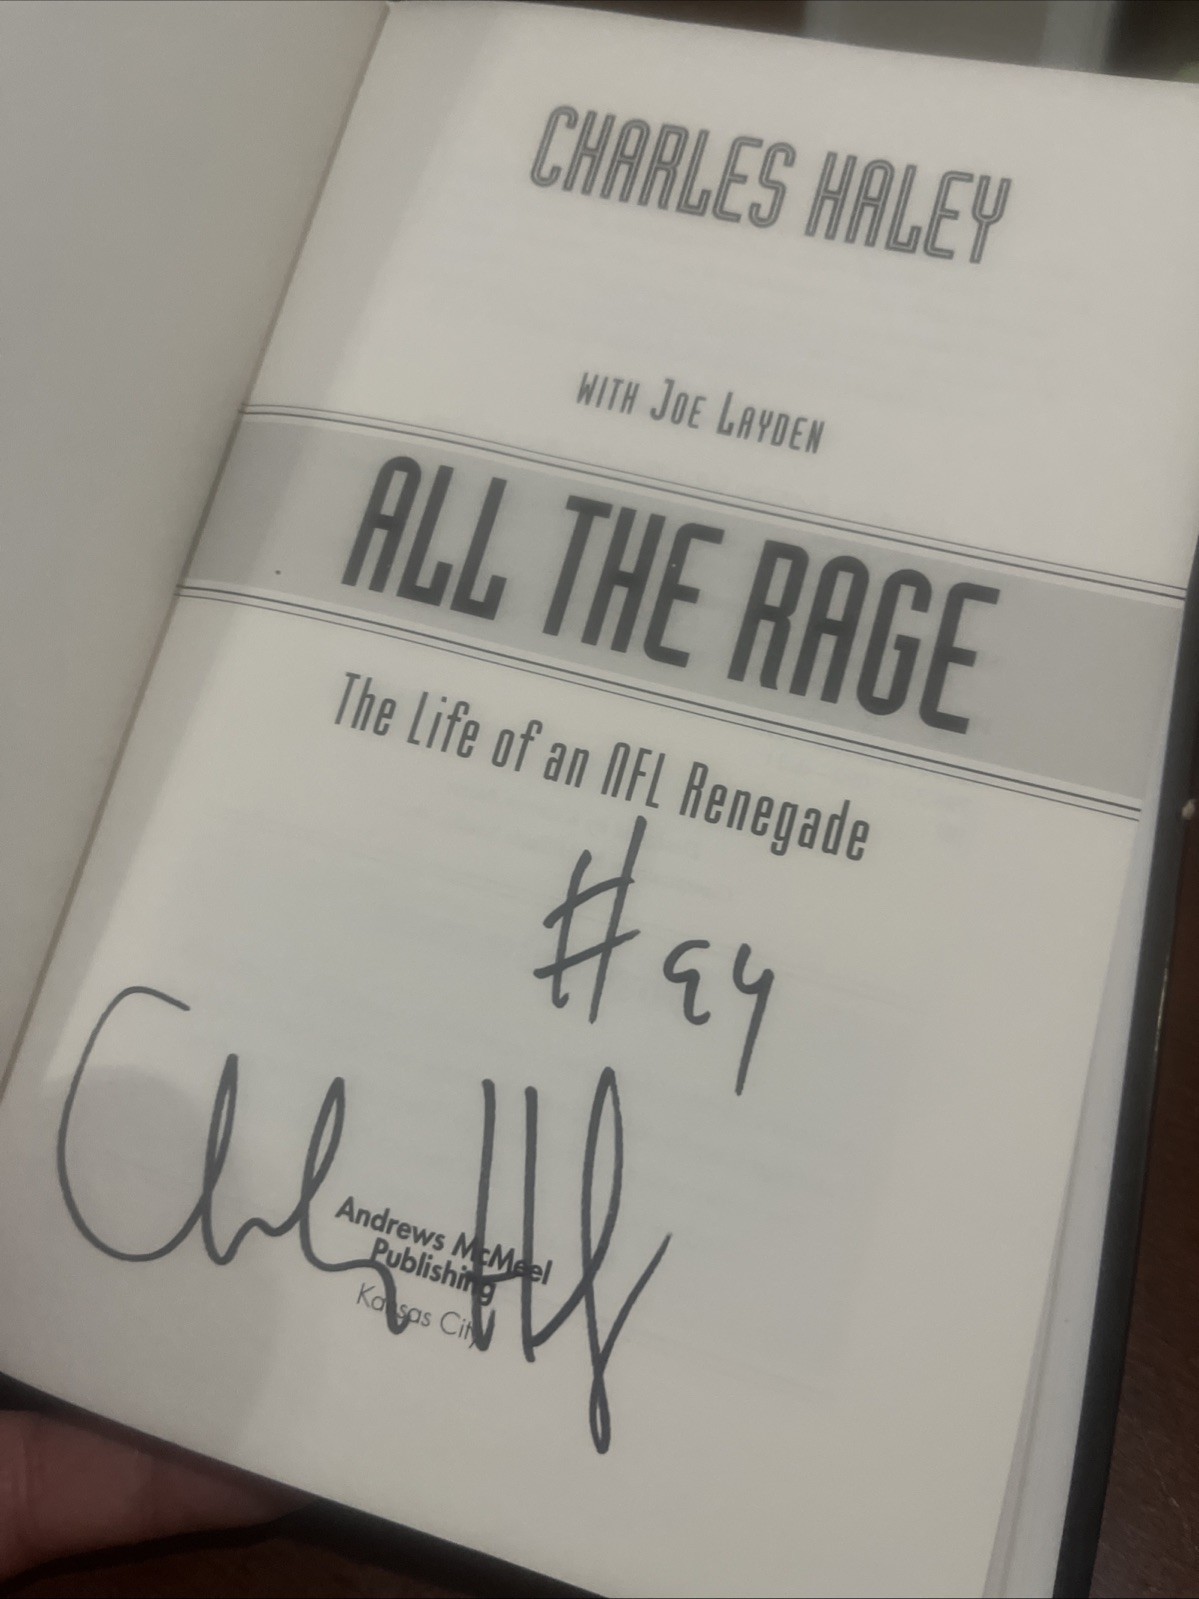 CHARLES HALEY
WITH JOE LAYDEN
ALL THE RAGE
The Life of an NFL Renegade
#94
Andrews McMeel
Publishing
Kansas City